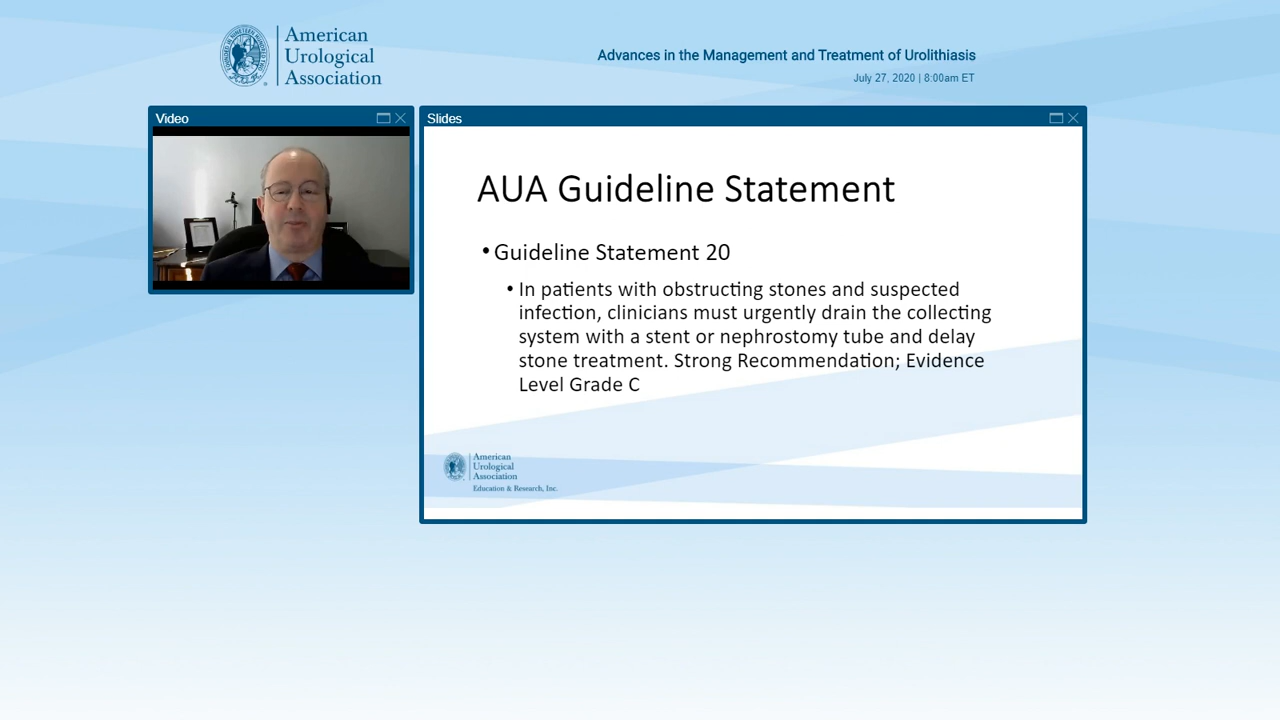 American
Urological
Association
Advances in the Management and Treatment of Urolithiasis
July 27, 2020 | 8:00am ET
Video
Slides
AUA Guideline Statement
• Guideline Statement 20
• In patients with obstructing stones and suspected
infection, clinicians must urgently drain the collecting
system with a stent or nephrostomy tube and delay
stone treatment. Strong Recommendation; Evidence
Level Grade C
American
Urological
Association
Education & Research, Inc.